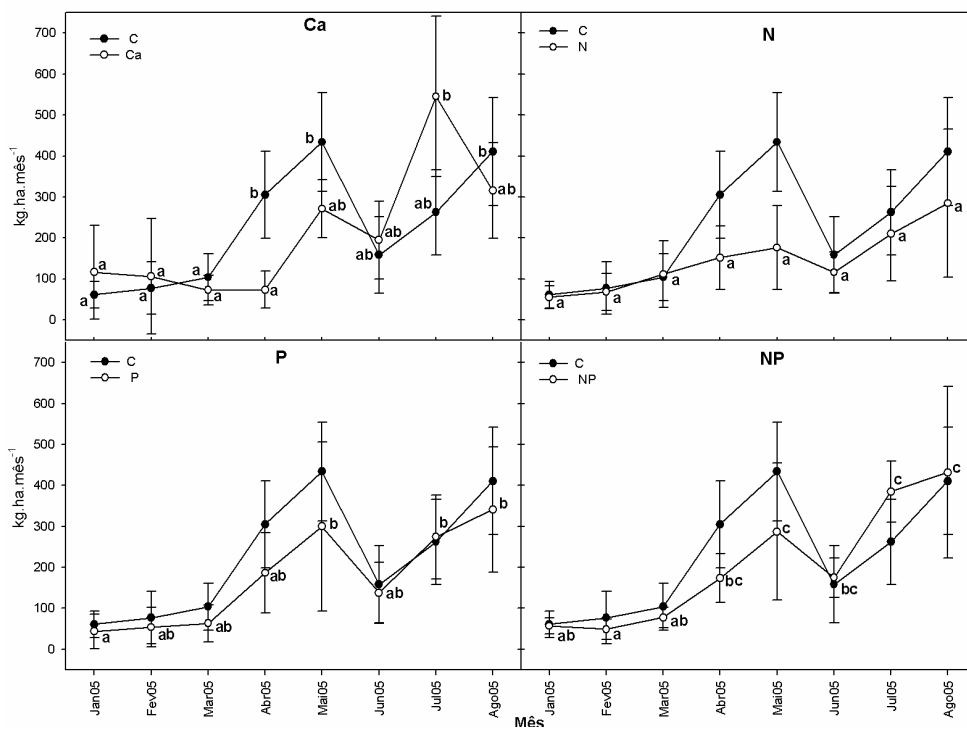 Ca
C
Ca
700
600
500
400
300
200
100
0
kg.ha.mês-1
a
a
a
a
a
a
b
a
b
ab
ab
ab
b
ab
b
ab
N
C
N
a
a
a
a
a
a
a
a
P
C
P
700
600
500
400
300
200
100
0
kg.ha.mês-1
a
ab
ab
ab
b
ab
b
b
NP
C
NP
ab
a
ab
bc
c
bc
c
c
Jan05
Fev05
Mar05
Abr05
Mai05
Jun05
Jul05
Ago05
Jan05
Fev05
Mar05
Abr05
Mai05
Jun05
Jul05
Ago05
Mês